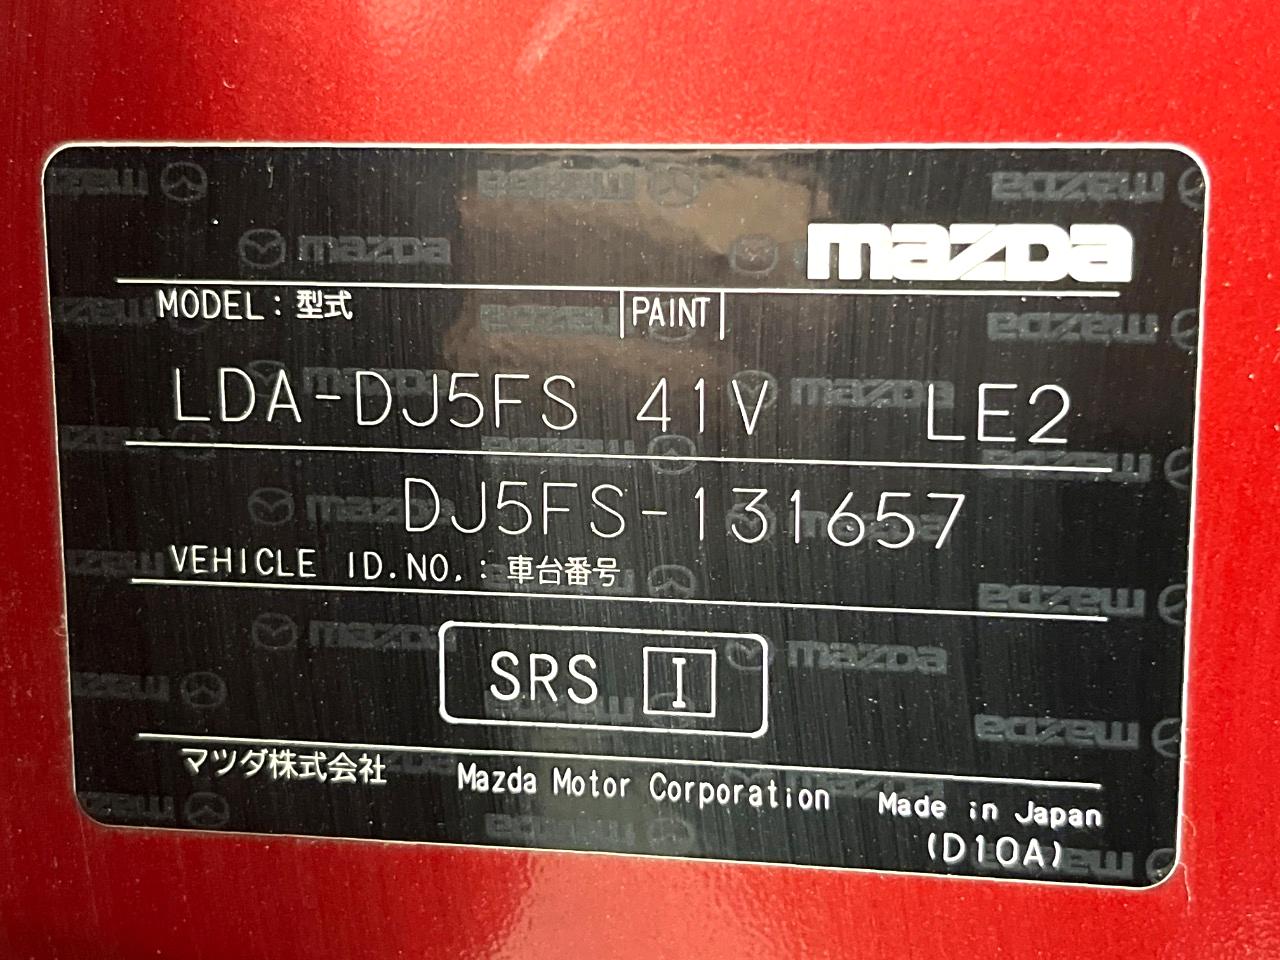 mazda
MODEL : 型式 PAINT
LDA-DJ5FS 41V LE2
DJ5FS-131657
VEHICLE ID.NO. : 車台番号
SRS I
マツダ株式会社 Mazda Motor Corporation Made in Japan
(D10A)